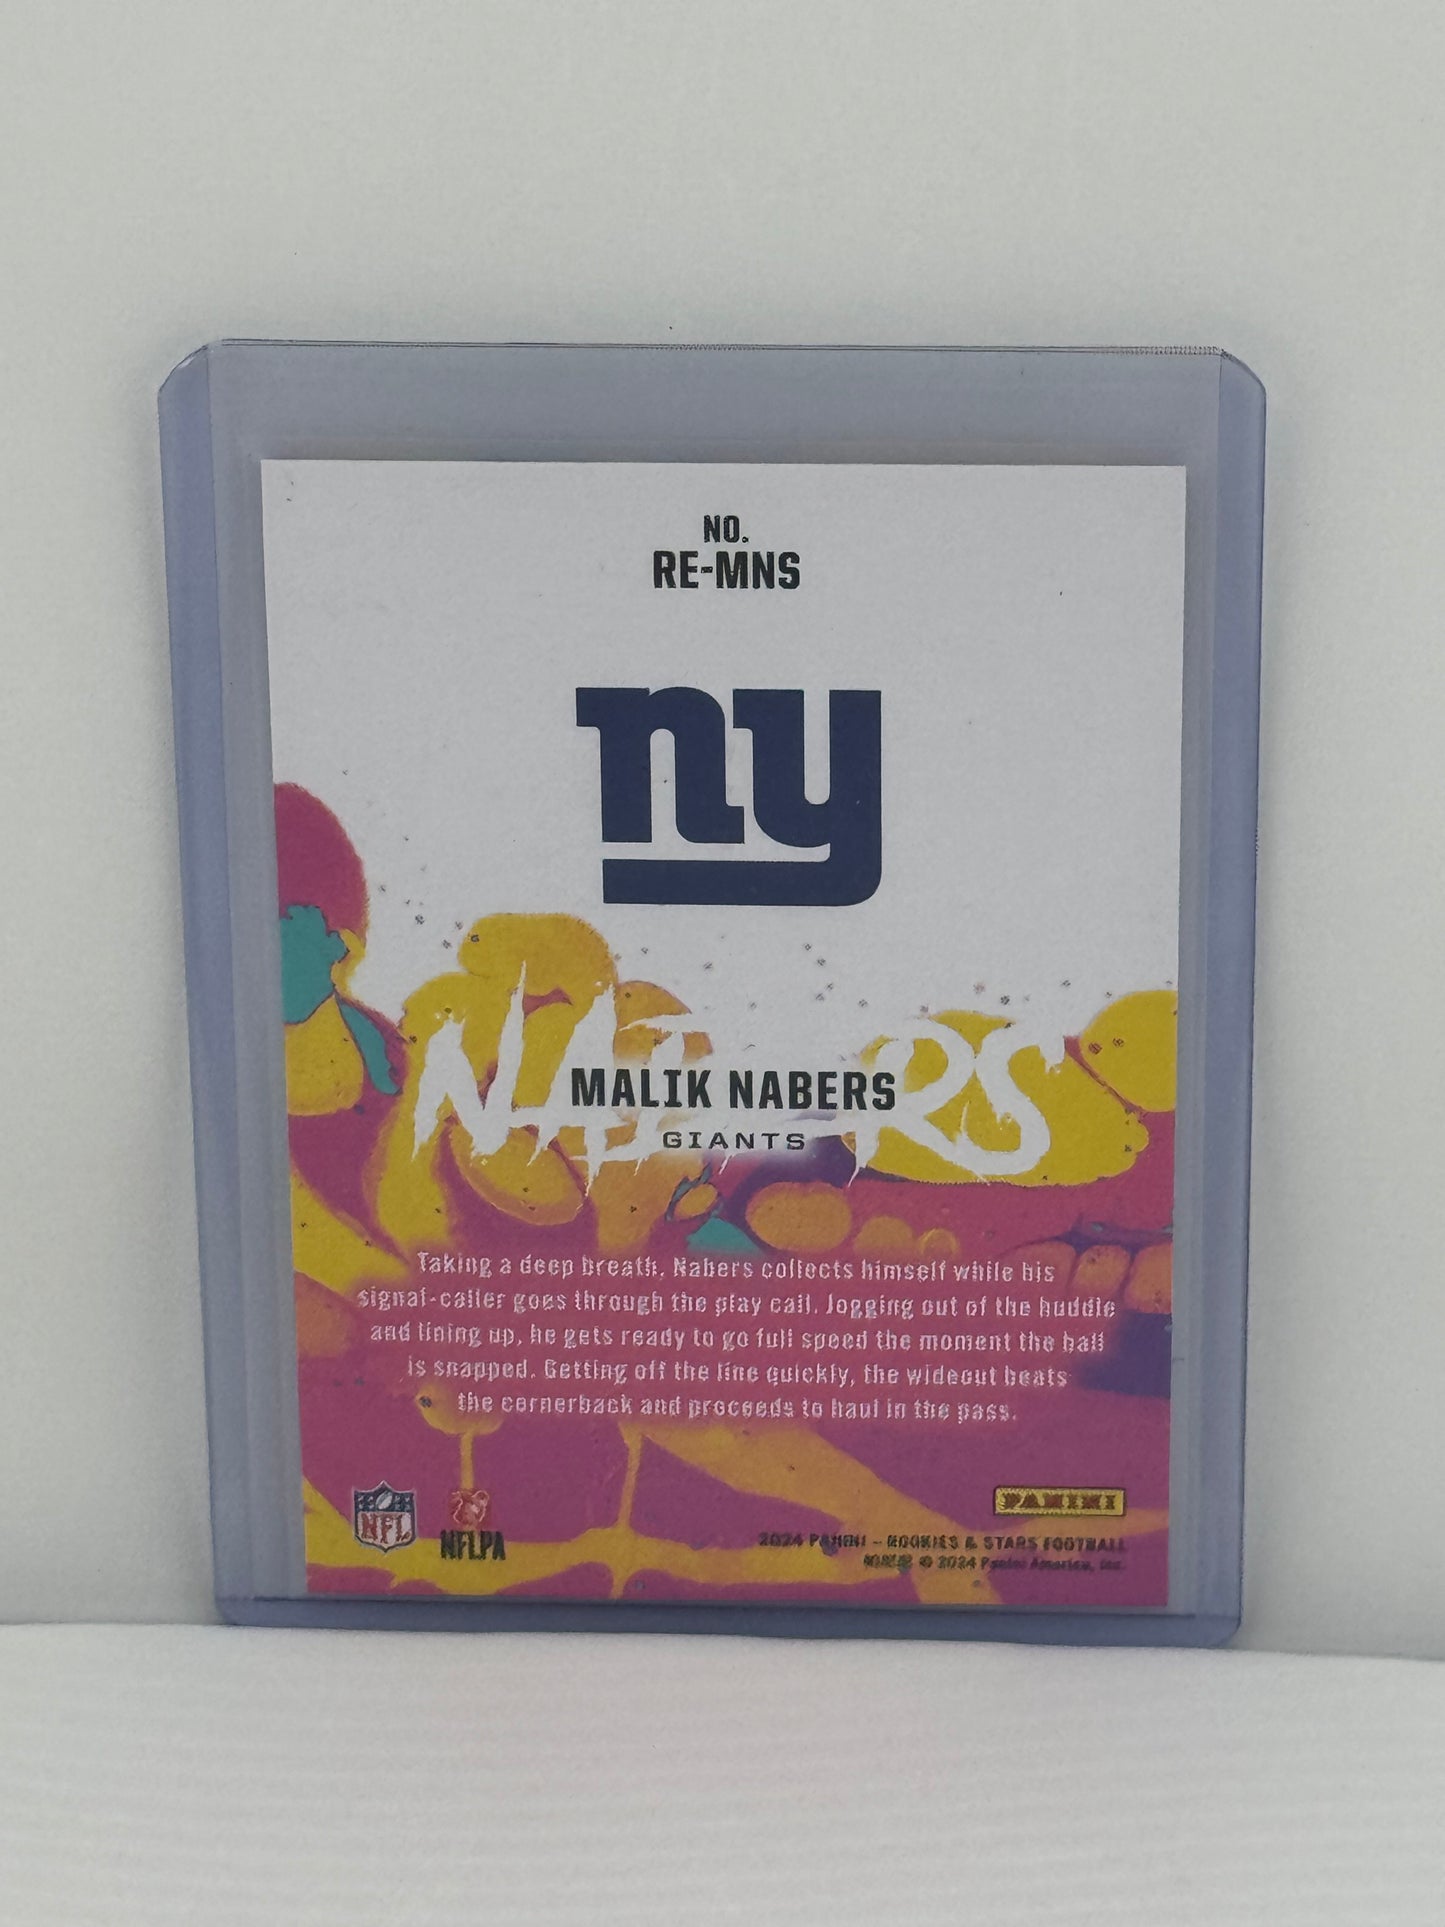 NO.
RE-MNS
ny
NABERS
MALIK NABERS
GIANTS
Taking a deep breath, Nabers collects himself while his
signal-caller goes through the play call. Jogging out of the huddle
and lining up, he gets ready to go full speed the moment the ball
is snapped. Getting off the line quickly, the wideout beats
the cornerback and proceeds to haul in the pass.
NFL
NFLPA
PANINI
2024 PANINI – ROOKIES & STARS FOOTBALL
© 2024 Panini America, Inc.